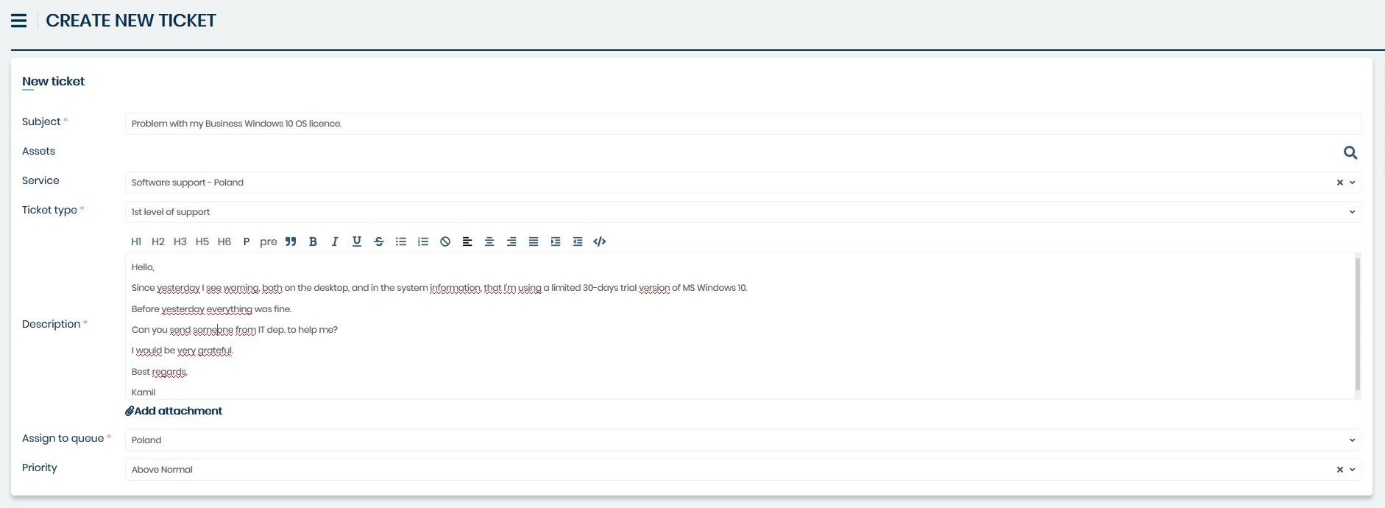 CREATE NEW TICKET
New ticket
Subject *
Problem with my Business Windows 10 OS licence.
Assets
Service
Software support - Poland
Ticket type *
1st level of support
H1 H2 H3 H5 H6 P pre B I U S </>
Description *
Hello,
Since yesterday I see warning, both on the desktop, and in the system information, that I'm using a limited 30-days trial version of MS Windows 10.
Before yesterday everything was fine.
Can you send someone from IT dep. to help me?
I would be very grateful.
Best regards,
Kamil
Add attachment
Assign to queue *
Poland
Priority
Above Normal